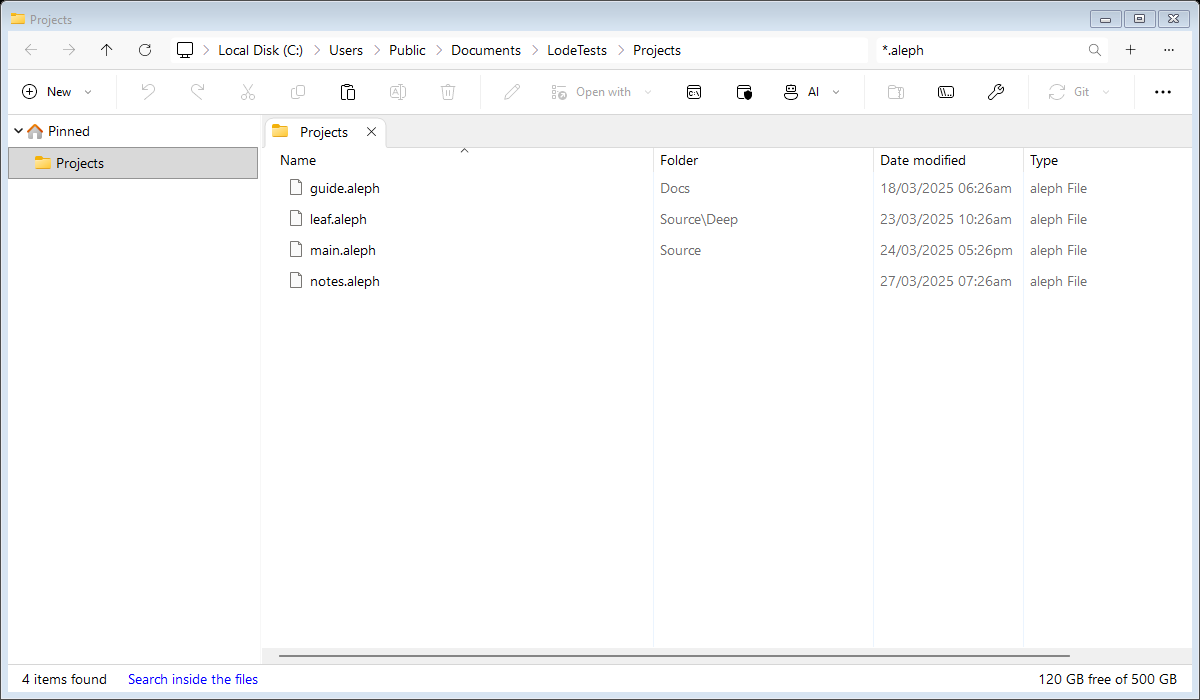 Projects
Local Disk (C:) Users Public Documents LodeTests Projects *.aleph
New Open with AI Git
Pinned
Projects
Projects
Name Folder Date modified Type
guide.aleph Docs 18/03/2025 06:26am aleph File
leaf.aleph Source\Deep 23/03/2025 10:26am aleph File
main.aleph Source 24/03/2025 05:26pm aleph File
notes.aleph 27/03/2025 07:26am aleph File
4 items found Search inside the files 120 GB free of 500 GB